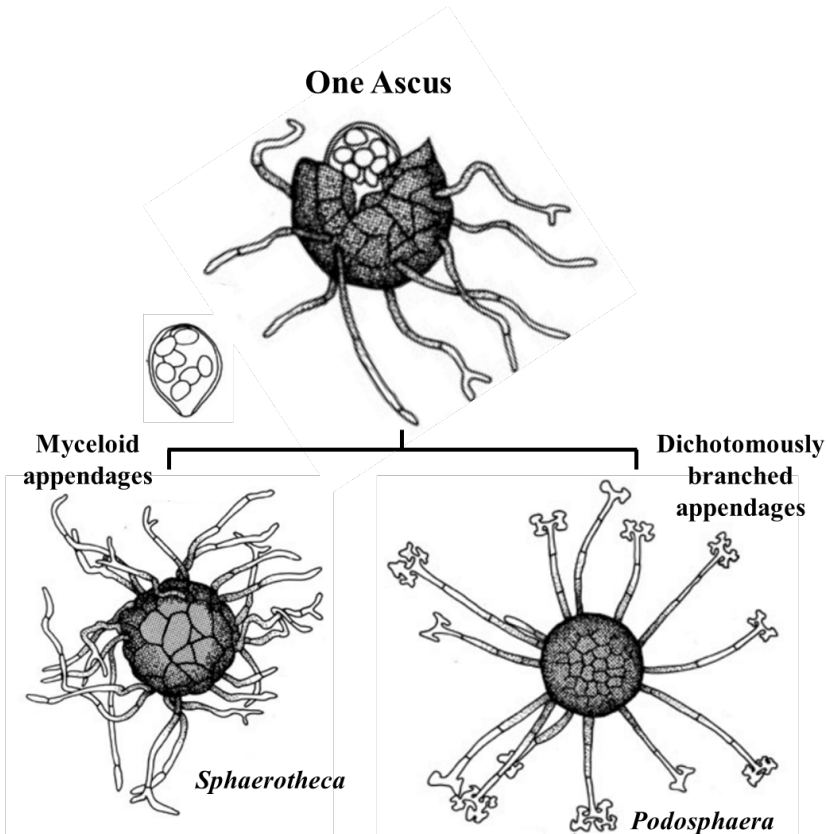 One Ascus
Myceloid
appendages
Dichotomously
branched
appendages
Sphaerotheca
Podosphaera